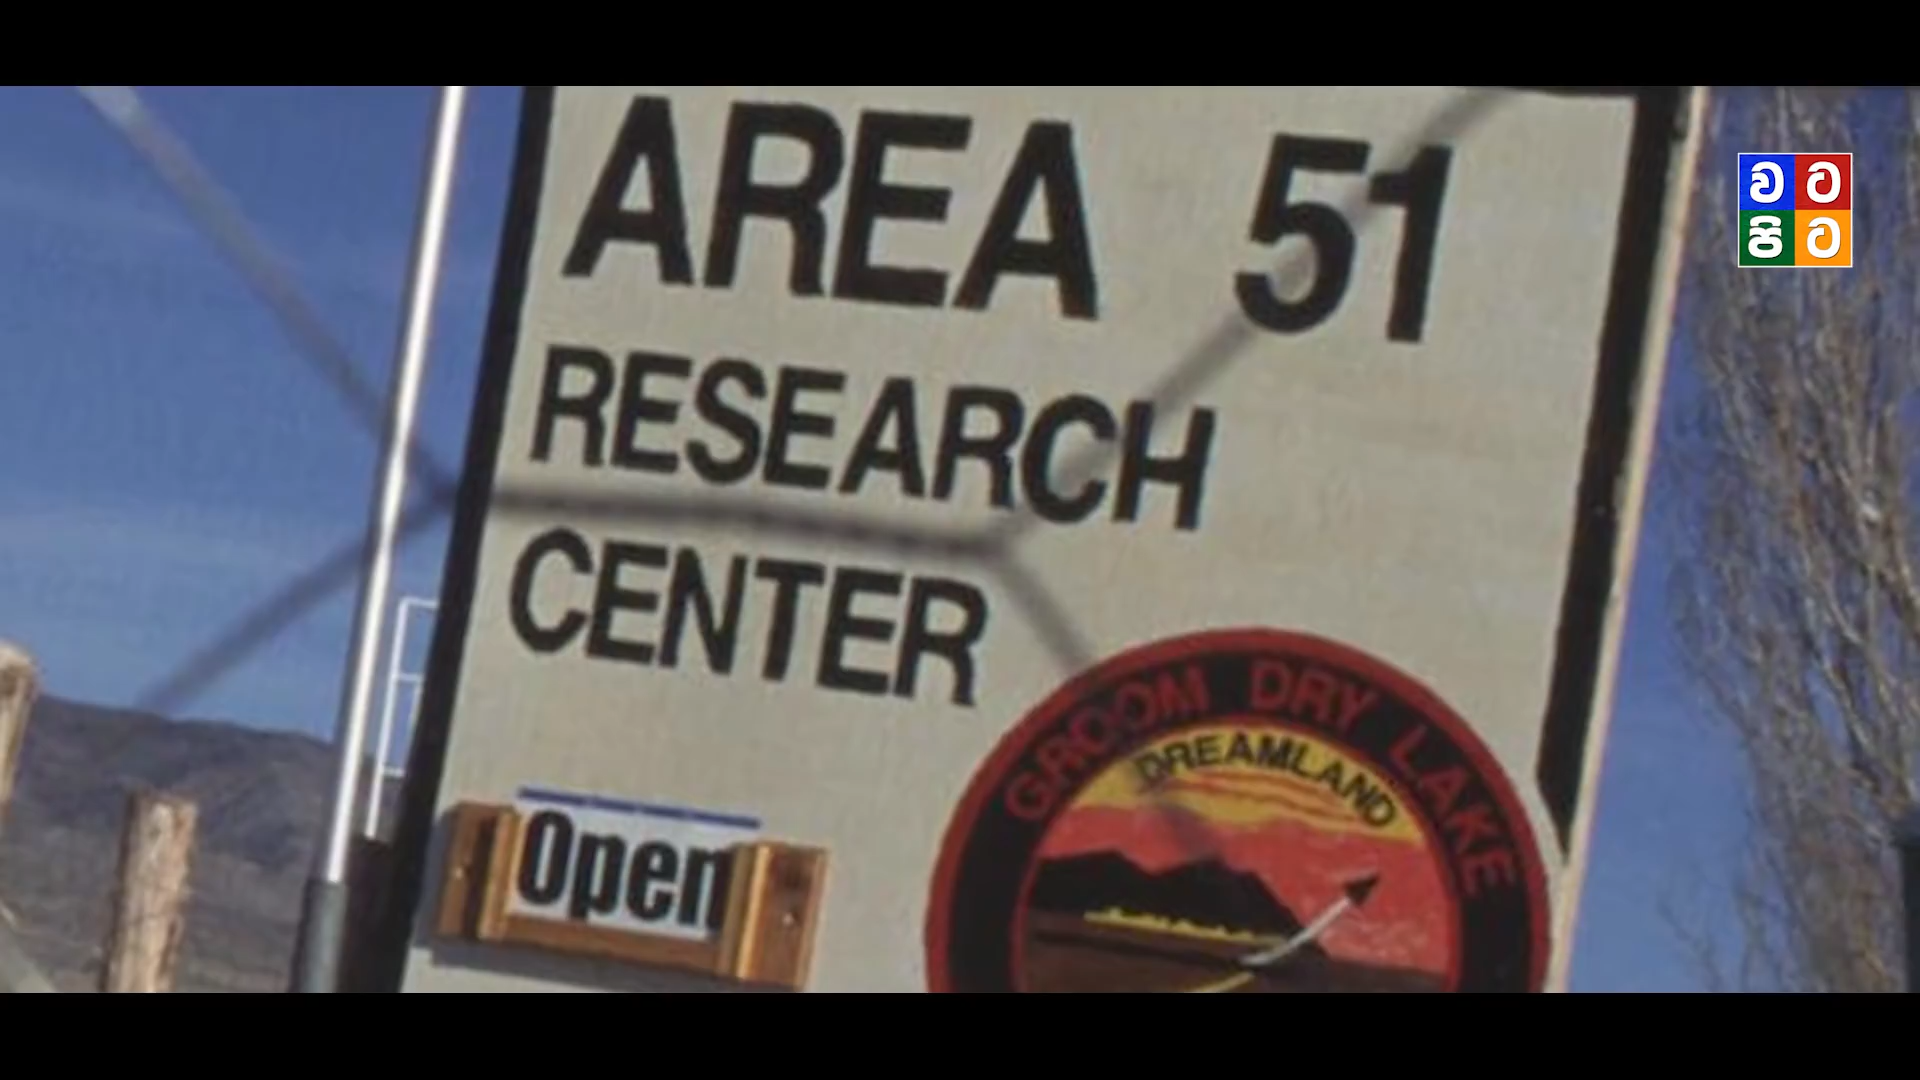 AREA 51
RESEARCH
CENTER
Open
GROOM DRY LAKE
DREAMLAND